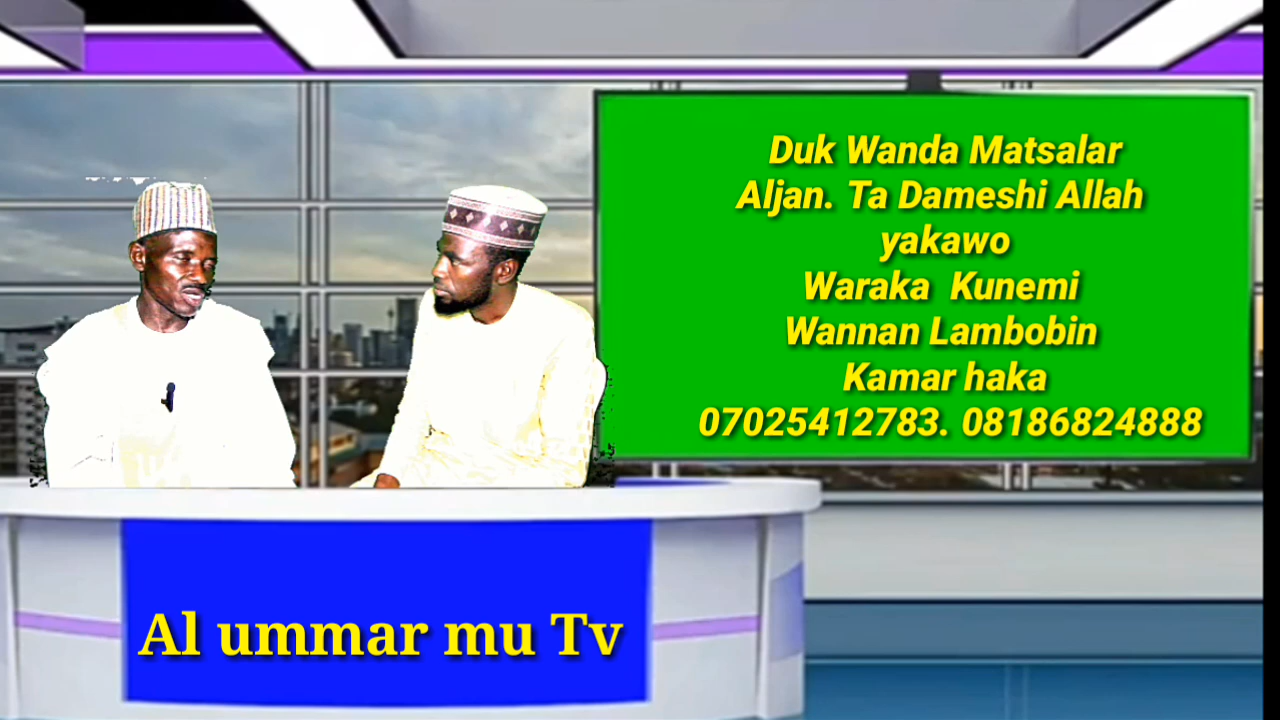 Duk Wanda Matsalar
Aljan. Ta Dameshi Allah
yakawo
Waraka Kunemi
Wannan Lambobin
Kamar haka
07025412783. 08186824888
Al ummar mu Tv